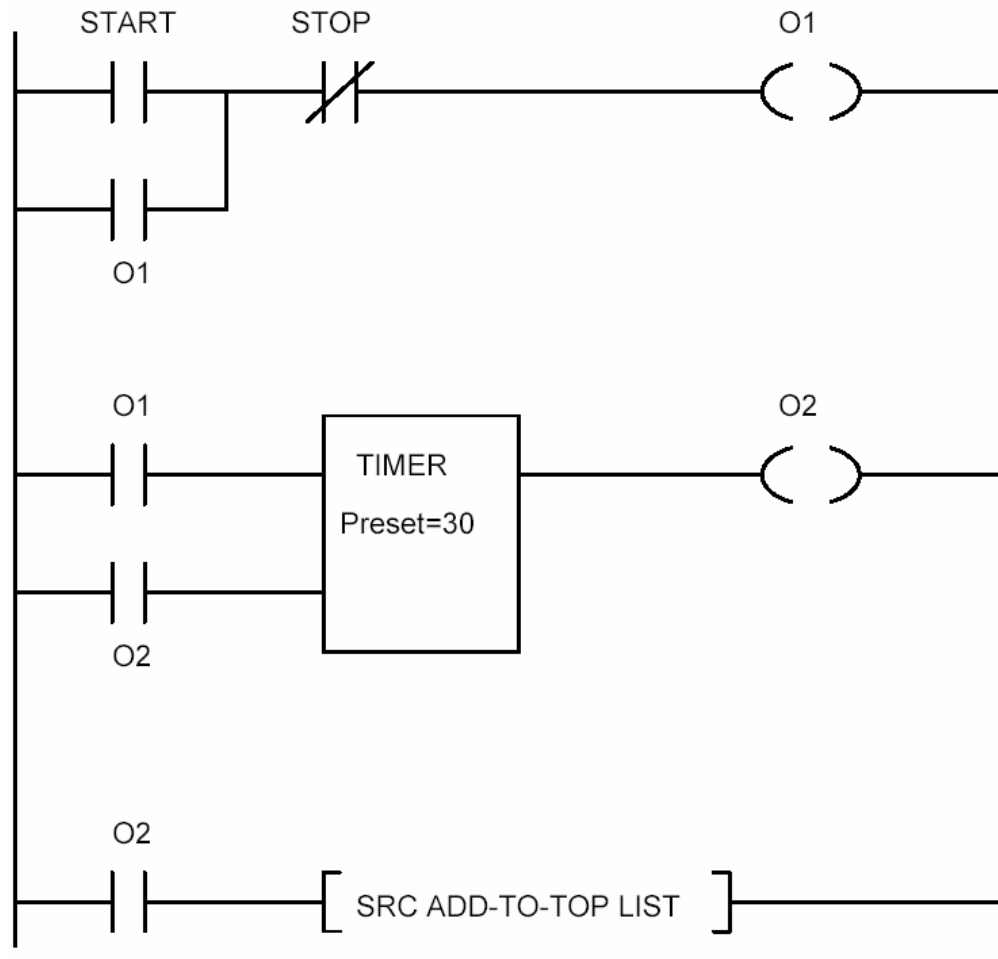 START
STOP
O1
O1
O1
TIMER
Preset=30
O2
O2
O2
SRC ADD-TO-TOP LIST